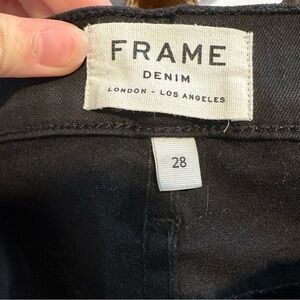 FRAME
DENIM
LONDON - LOS ANGELES
28